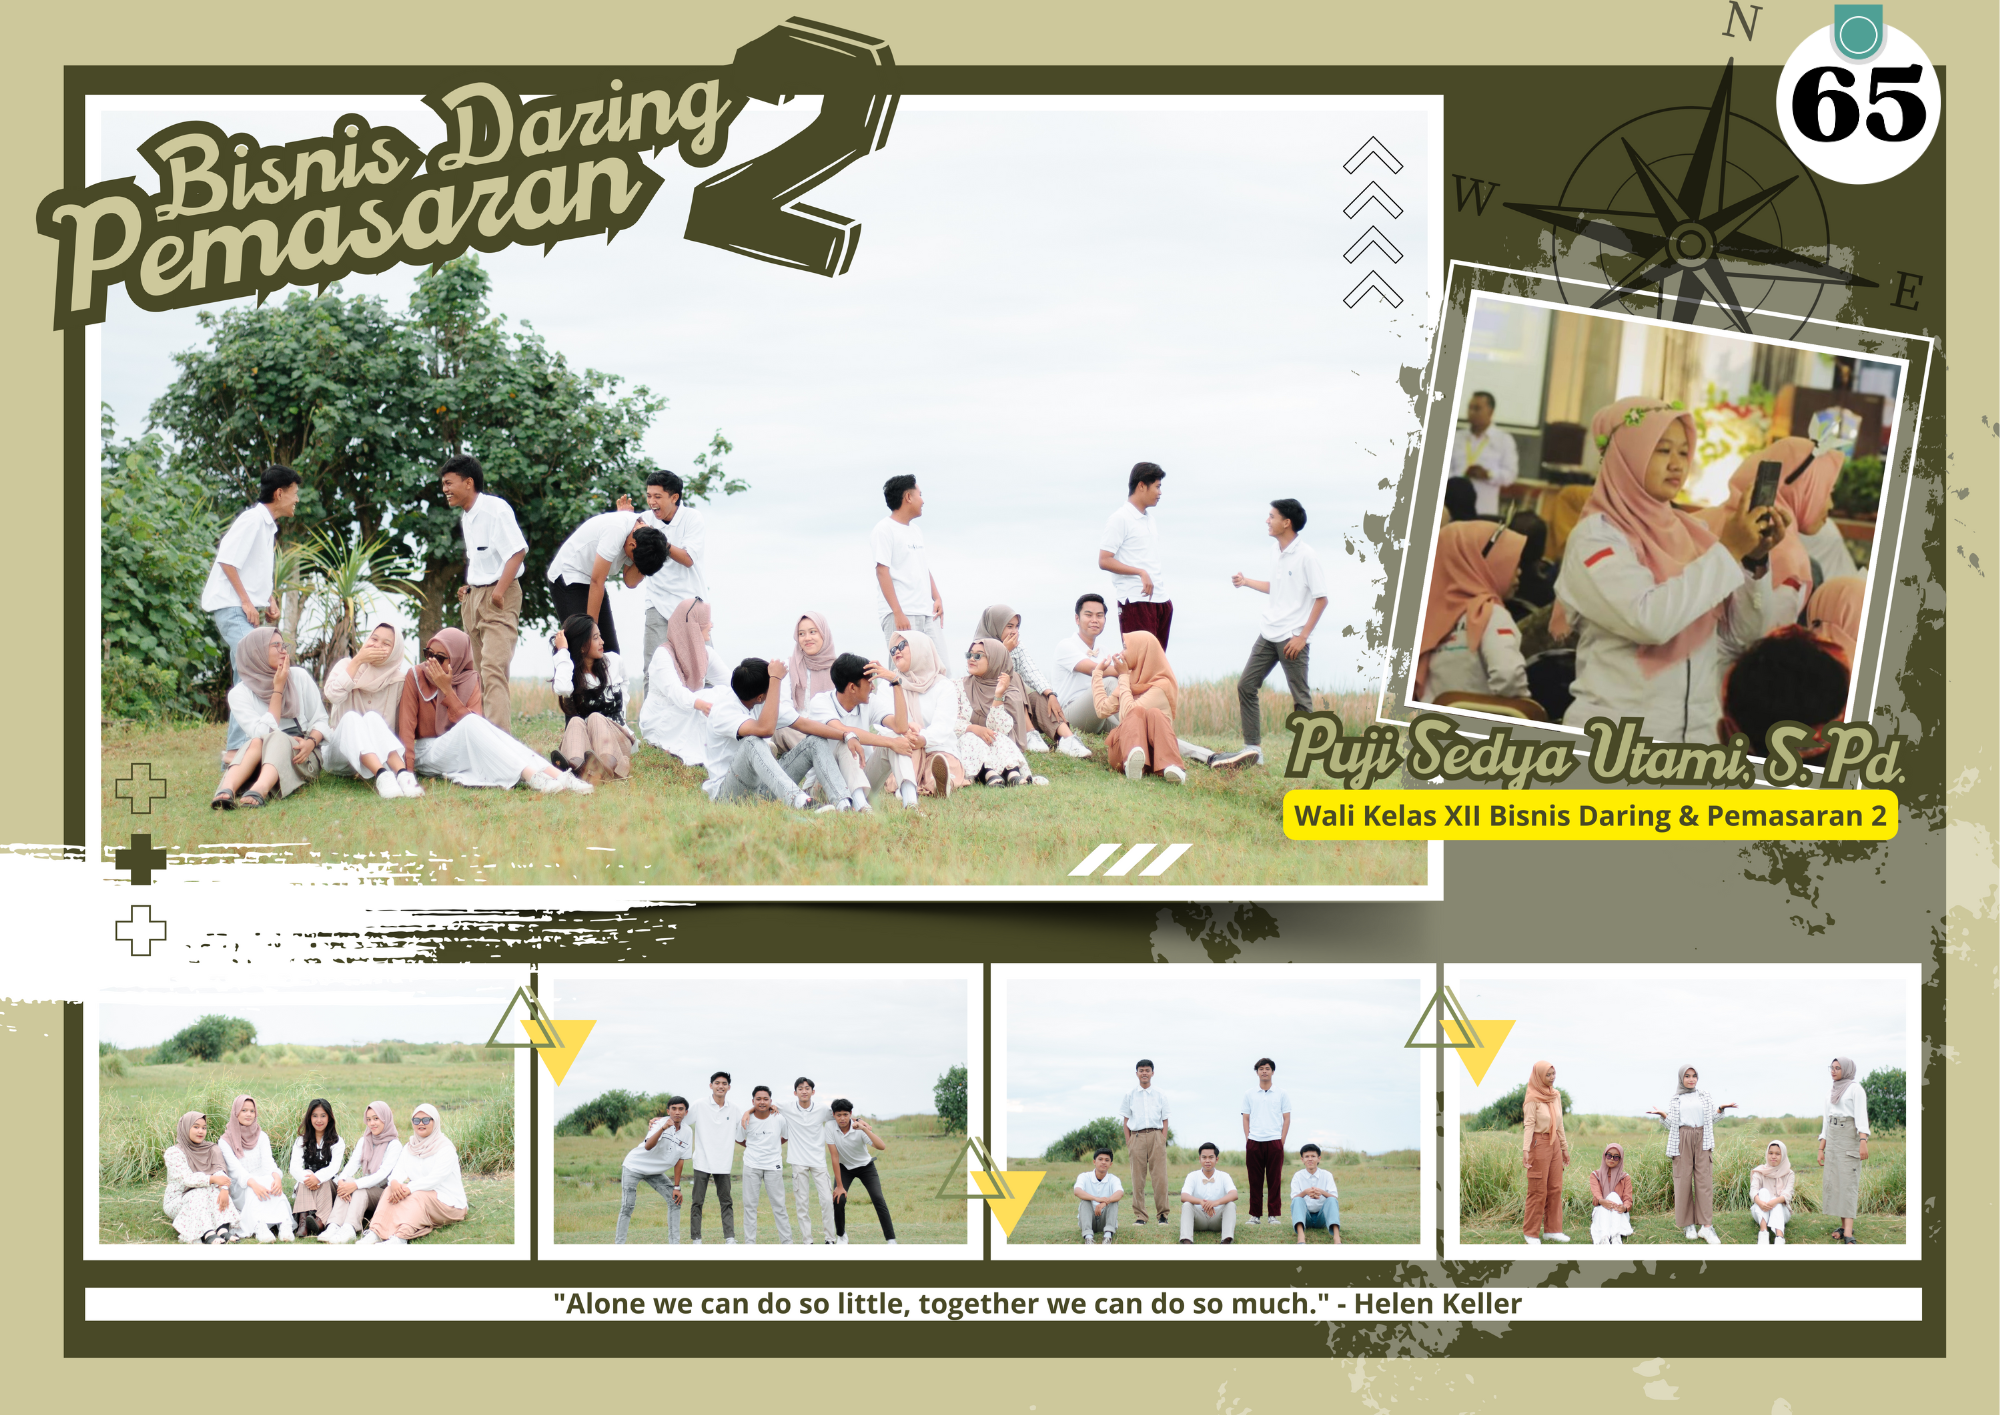 Bisnis Daring
Pemasaran 2
65
N
W
E
Puji Sedya Utami, S. Pd.
Wali Kelas XII Bisnis Daring & Pemasaran 2
"Alone we can do so little, together we can do so much." - Helen Keller